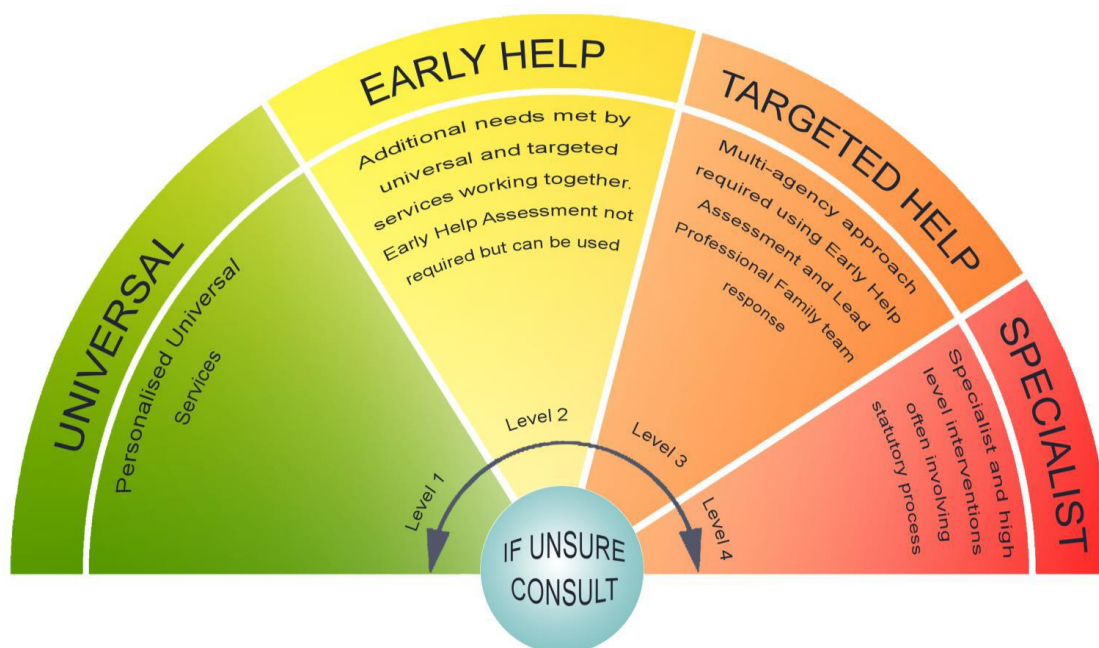 UNIVERSAL
Personalised Universal
Services
Level 1
EARLY HELP
Additional needs met by
universal and targeted
services working together.
Early Help Assessment not
required but can be used
Level 2
TARGETED HELP
Multi-agency approach
required using Early Help
Assessment and Lead
Professional Family team
response
Level 3
SPECIALIST
Specialist and high
level interventions
often involving
statutory process
Level 4
IF UNSURE
CONSULT